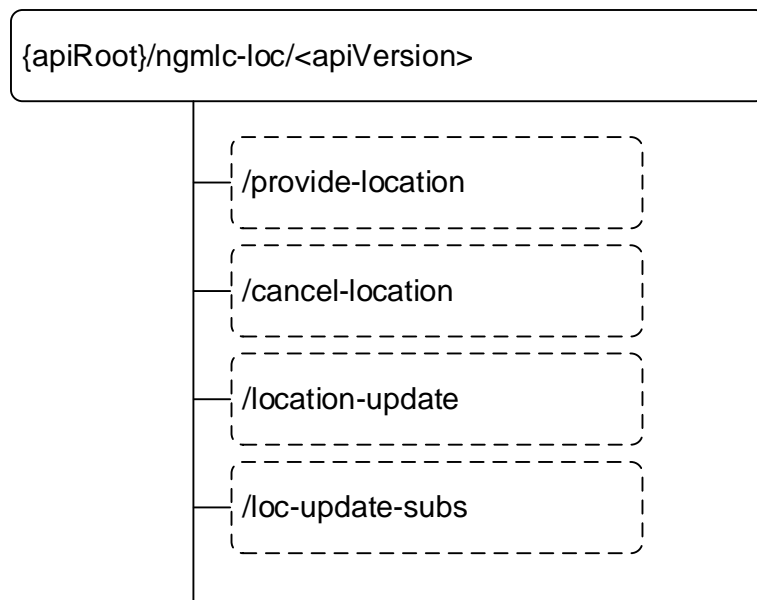 {apiRoot}/ngmlc-loc/<apiVersion>
/provide-location
/cancel-location
/location-update
/loc-update-subs